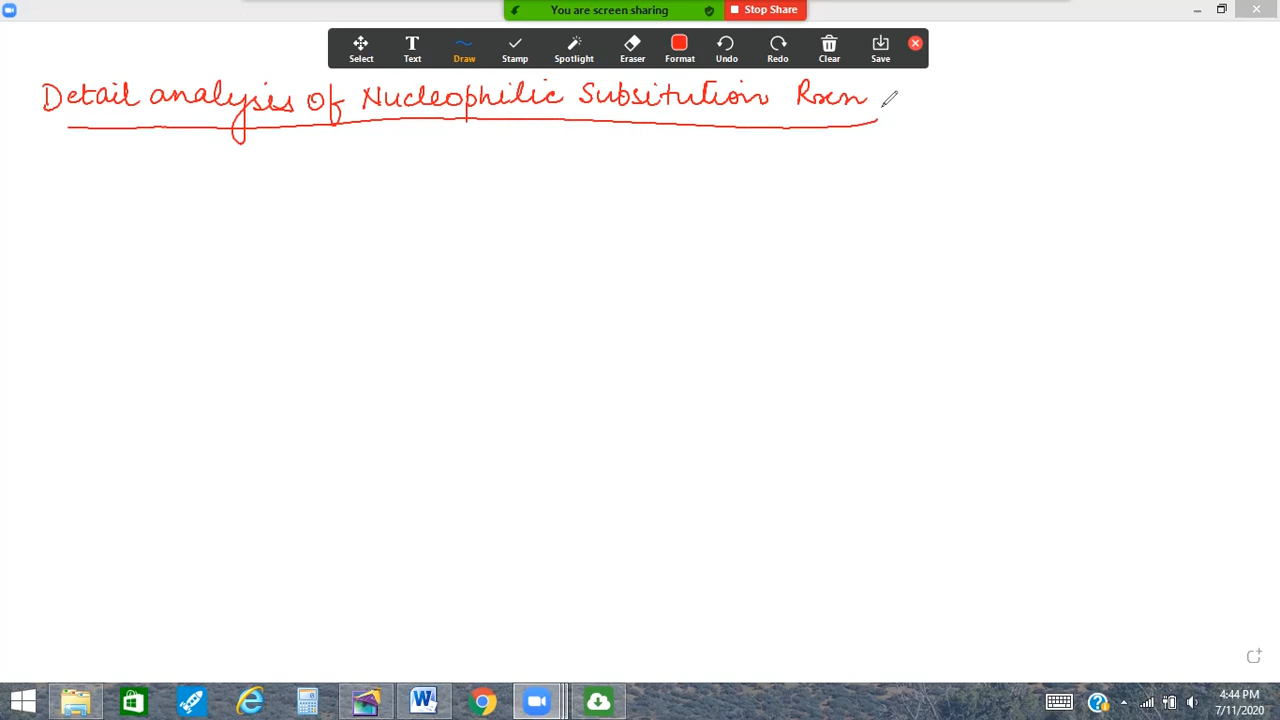 You are screen sharing Stop Share
Select Text Draw Stamp Spotlight Eraser Format Undo Redo Clear Save
Detail analysis of Nucleophilic Subsitution Rxn
4:44 PM
7/11/2020